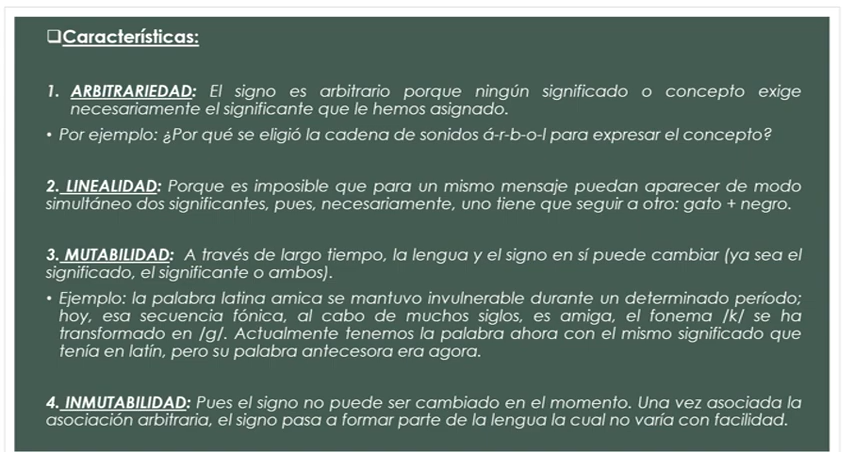 ❑Características:
1. ARBITRARIEDAD: El signo es arbitrario porque ningún significado o concepto exige
necesariamente el significante que le hemos asignado.
• Por ejemplo: ¿Por qué se eligió la cadena de sonidos á-r-b-o-l para expresar el concepto?
2. LINEALIDAD: Porque es imposible que para un mismo mensaje puedan aparecer de modo
simultáneo dos significantes, pues, necesariamente, uno tiene que seguir a otro: gato + negro.
3. MUTABILIDAD: A través de largo tiempo, la lengua y el signo en sí puede cambiar (ya sea el
significado, el significante o ambos).
• Ejemplo: la palabra latina amica se mantuvo invulnerable durante un determinado período;
hoy, esa secuencia fónica, al cabo de muchos siglos, es amiga, el fonema /k/ se ha
transformado en /g/. Actualmente tenemos la palabra ahora con el mismo significado que
tenía en latín, pero su palabra antecesora era agora.
4. INMUTABILIDAD: Pues el signo no puede ser cambiado en el momento. Una vez asociada la
asociación arbitraria, el signo pasa a formar parte de la lengua la cual no varía con facilidad.